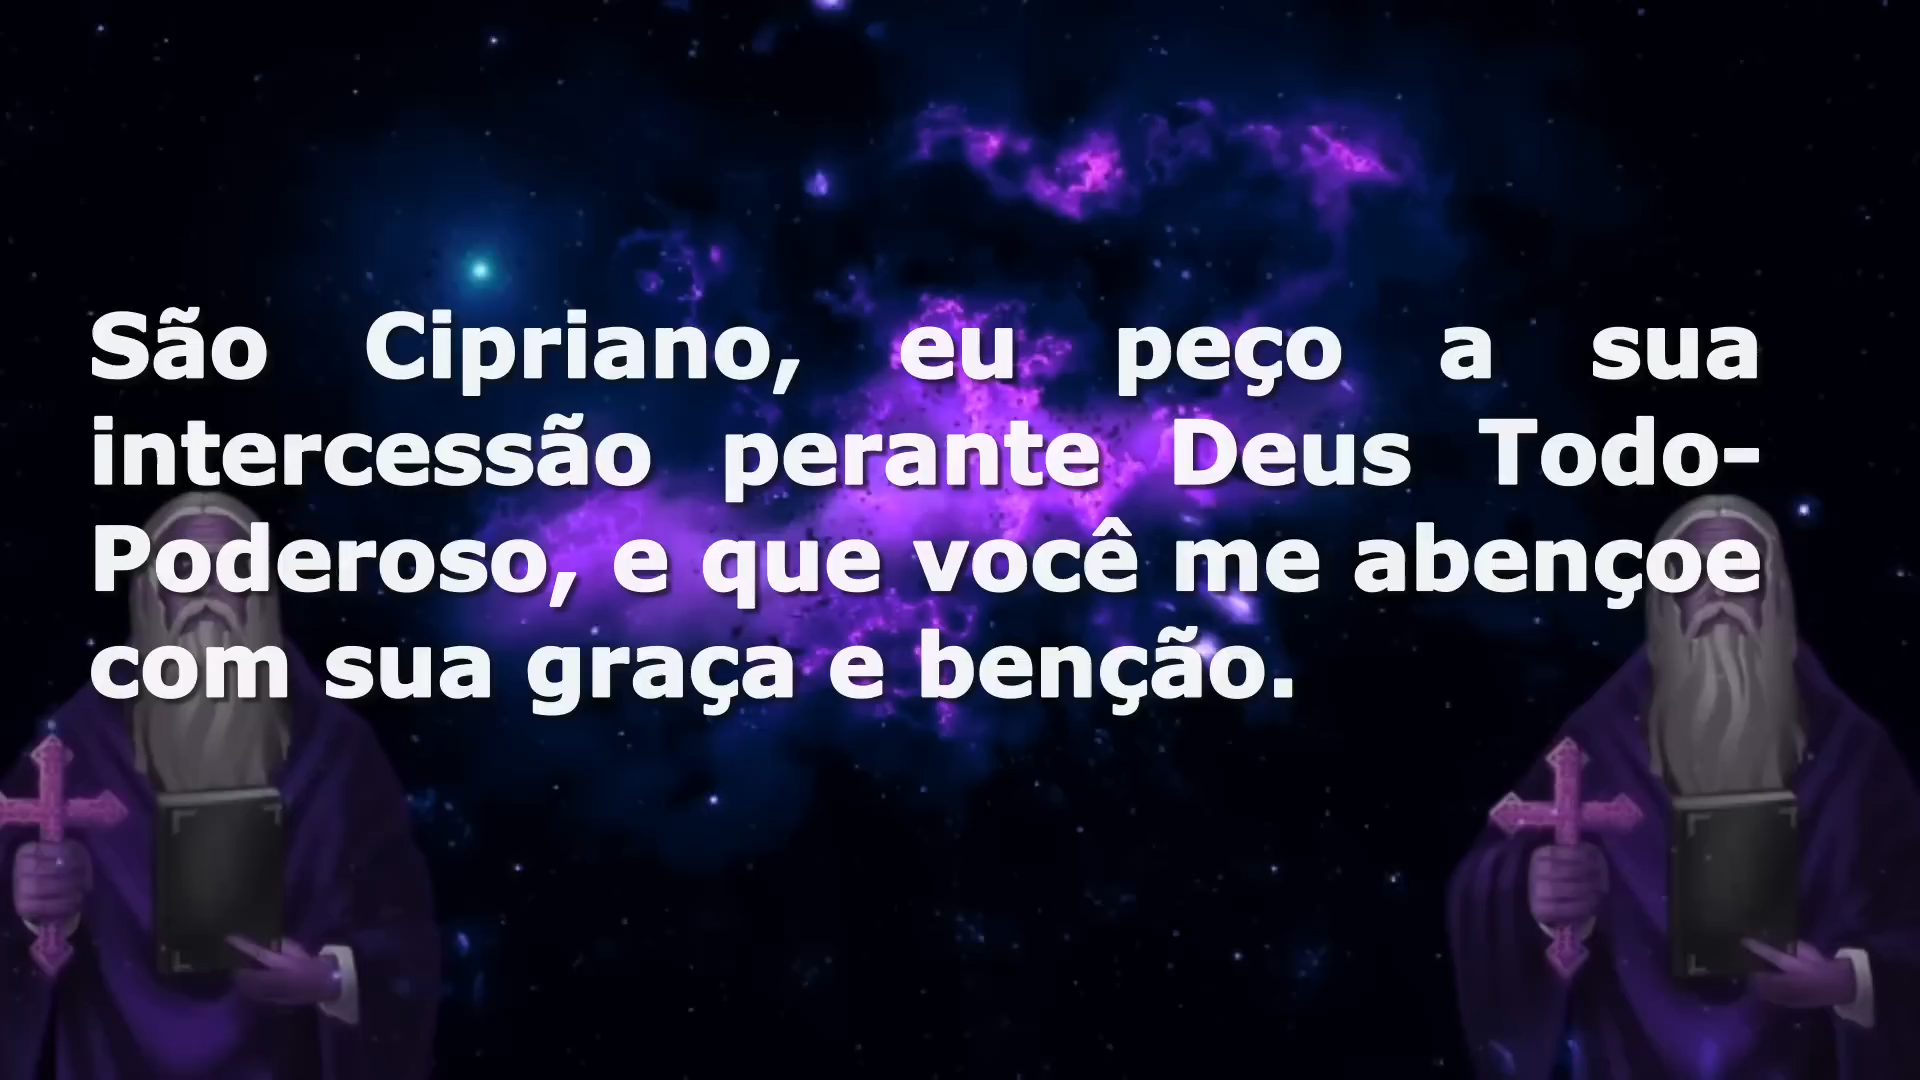 São Cipriano, eu peço a sua
intercessão perante Deus Todo-
Poderoso, e que você me abençoe
com sua graça e benção.